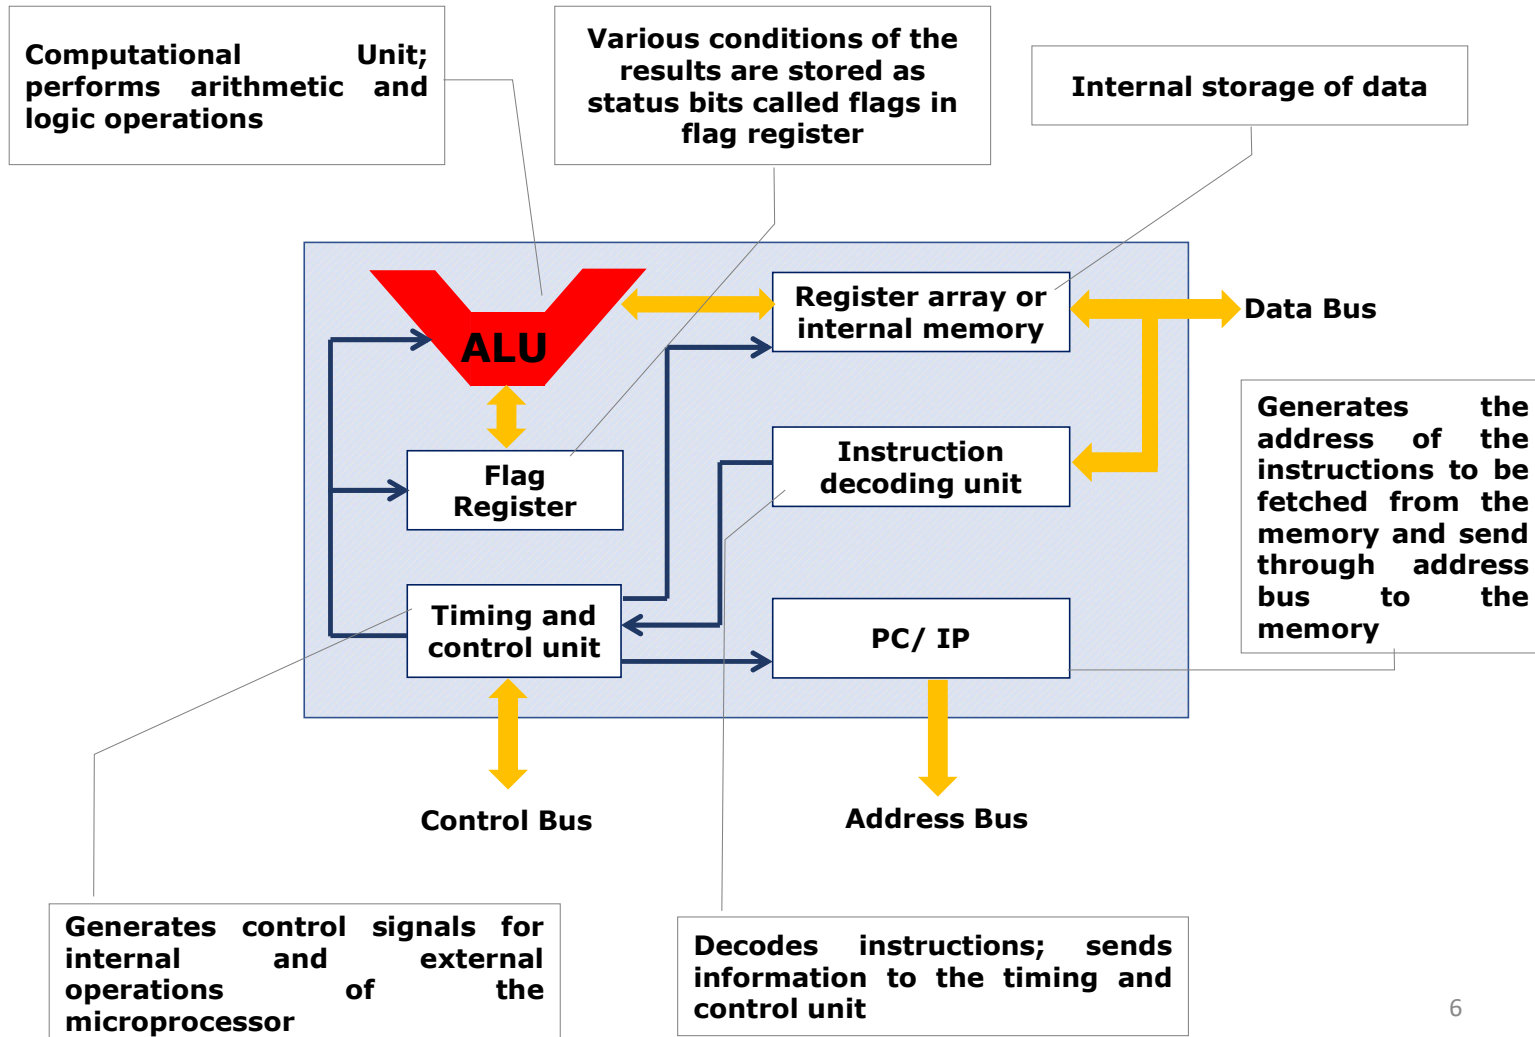 Computational Unit;
performs arithmetic and
logic operations
Various conditions of the
results are stored as
status bits called flags in
flag register
Internal storage of data
ALU
Register array or
internal memory
Data Bus
Flag
Register
Instruction
decoding unit
Generates the
address of the
instructions to be
fetched from the
memory and send
through address
bus to the
memory
Timing and
control unit
PC/ IP
Control Bus
Address Bus
Generates control signals for
internal and external
operations of the
microprocessor
Decodes instructions; sends
information to the timing and
control unit
6